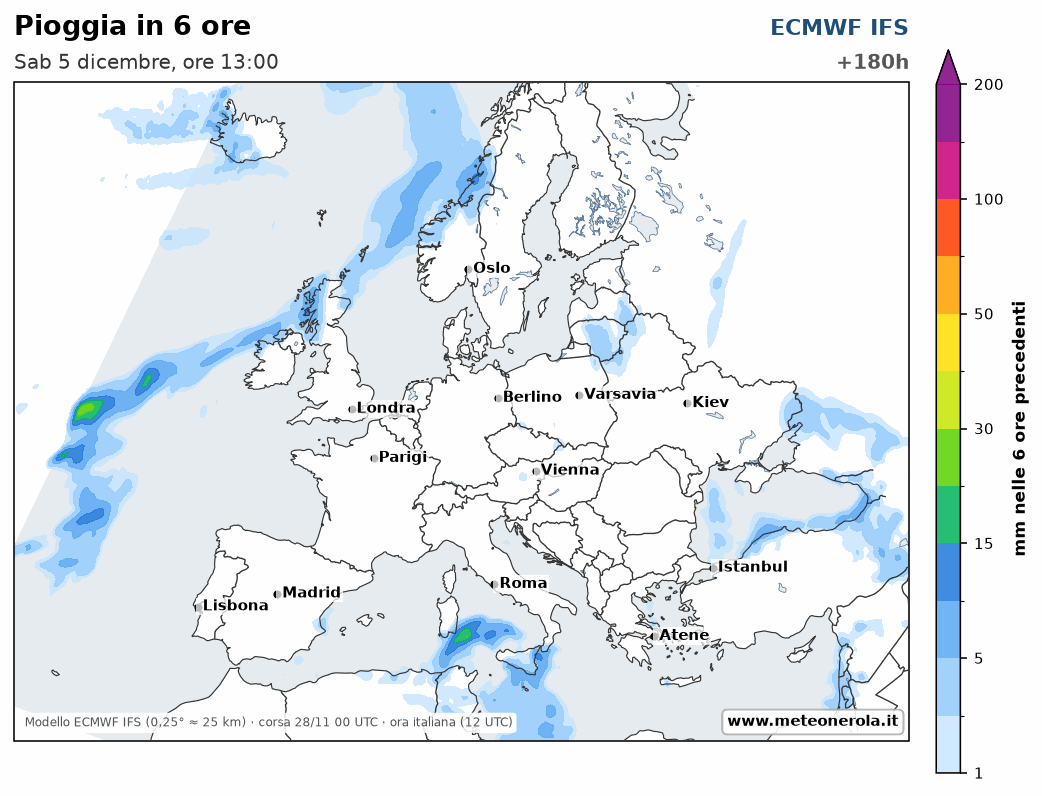 Pioggia in 6 ore
ECMWF IFS
Sab 5 dicembre, ore 13:00
+180h
200
100
50
30
15
5
1
mm nelle 6 ore precedenti
Oslo
Berlino
Varsavia
Kiev
Londra
Parigi
Vienna
Istanbul
Roma
Madrid
Lisbona
Atene
Modello ECMWF IFS (0,25° ≈ 25 km) · corsa 28/11 00 UTC · ora italiana (12 UTC)
www.meteonerola.it